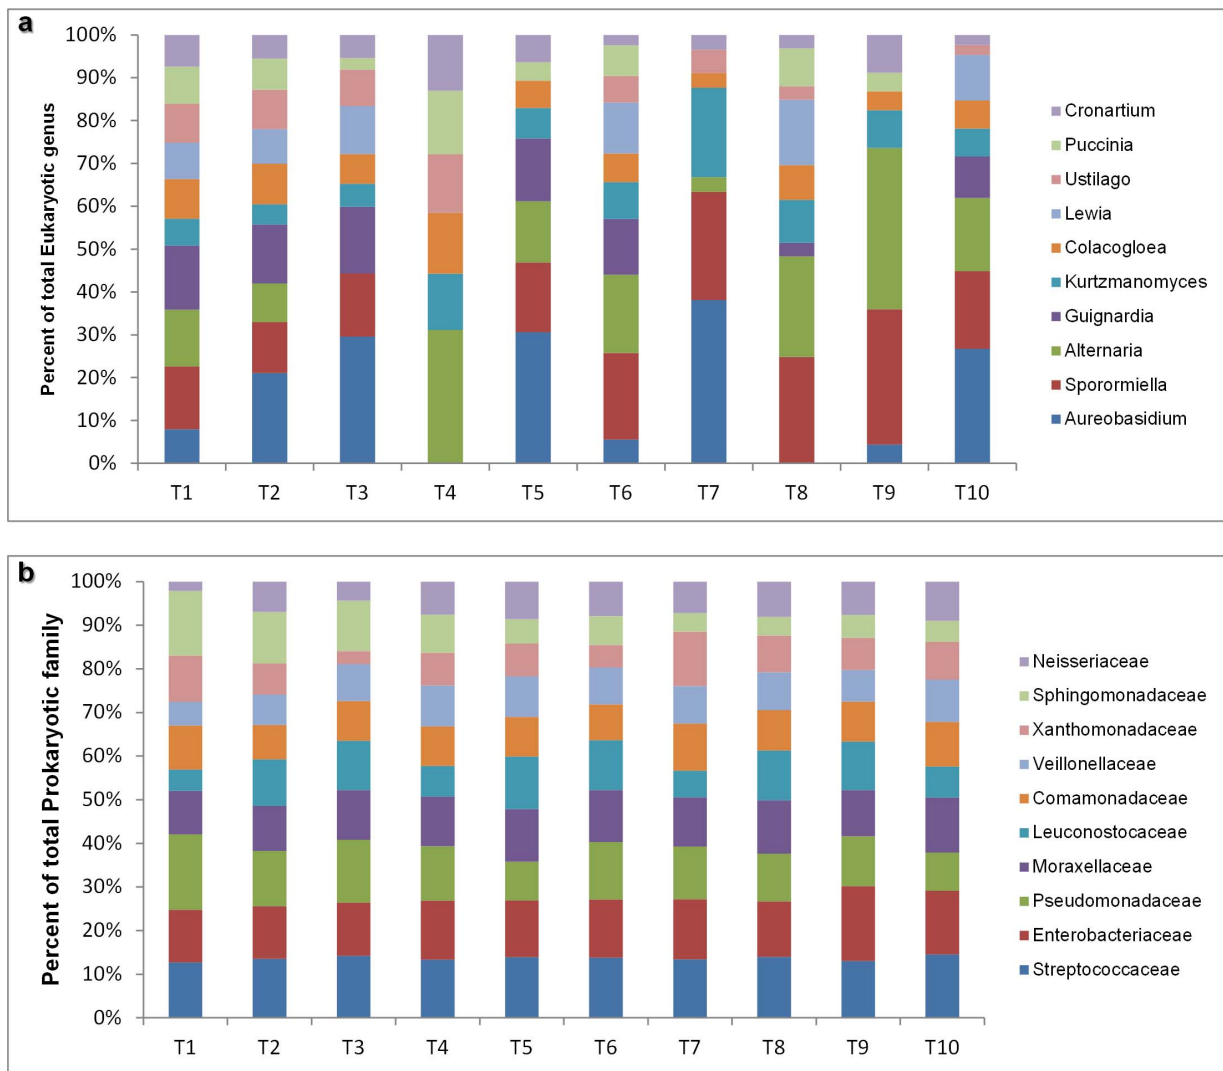 a
Percent of total Eukaryotic genus
100%
90%
80%
70%
60%
50%
40%
30%
20%
10%
0%
T1 T2 T3 T4 T5 T6 T7 T8 T9 T10
Cronartium
Puccinia
Ustilago
Lewia
Colacogloea
Kurtzmanomyces
Guignardia
Alternaria
Sporormiella
Aureobasidium
b
Percent of total Prokaryotic family
100%
90%
80%
70%
60%
50%
40%
30%
20%
10%
0%
T1 T2 T3 T4 T5 T6 T7 T8 T9 T10
Neisseriaceae
Sphingomonadaceae
Xanthomonadaceae
Veillonellaceae
Comamonadaceae
Leuconostocaceae
Moraxellaceae
Pseudomonadaceae
Enterobacteriaceae
Streptococcaceae